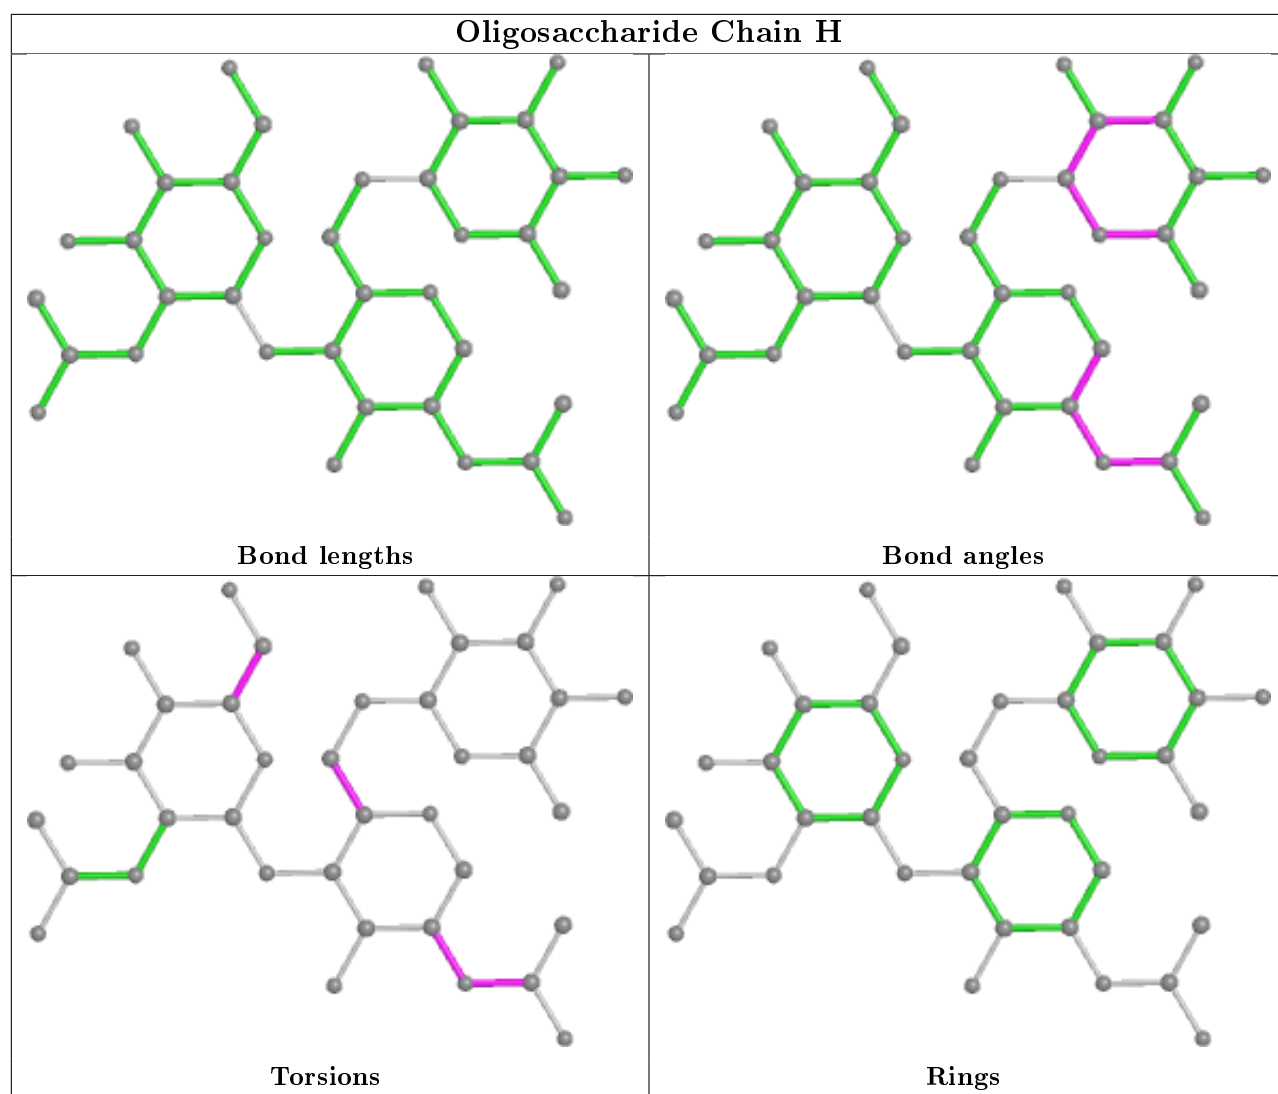 Oligosaccharide Chain H
Bond lengths
Bond angles
Torsions
Rings